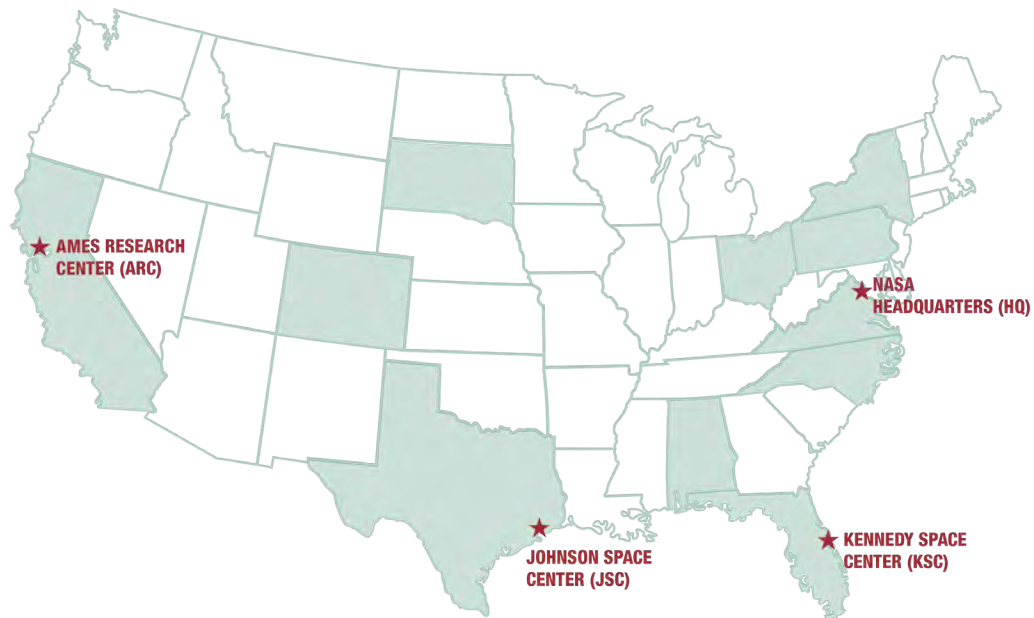 AMES RESEARCH
CENTER (ARC)
NASA
HEADQUARTERS (HQ)
JOHNSON SPACE
CENTER (JSC)
KENNEDY SPACE
CENTER (KSC)